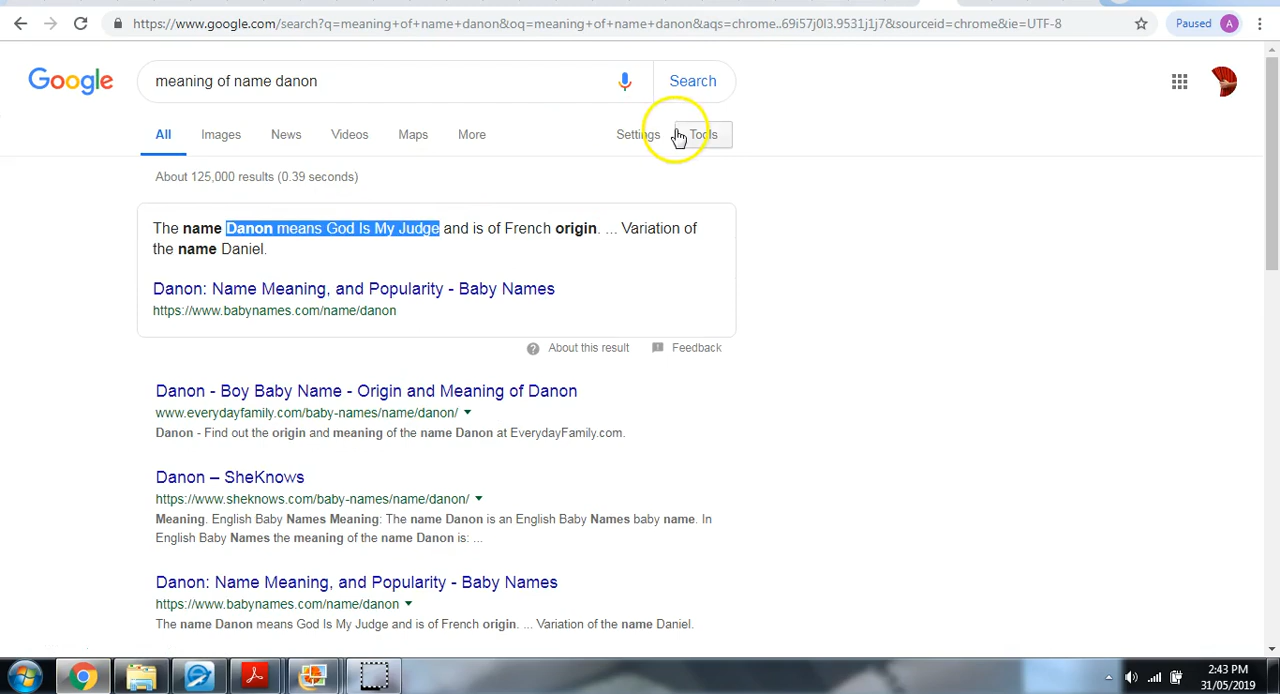 https://www.google.com/search?q=meaning+of+name+danon&oq=meaning+of+name+danon&aqs=chrome..69i57j0l3.9531j1j7&sourceid=chrome&ie=UTF-8
Paused A
Google
meaning of name danon
Search
All Images News Videos Maps More Settings Tools
About 125,000 results (0.39 seconds)
The name Danon means God Is My Judge and is of French origin. ... Variation of
the name Daniel.
Danon: Name Meaning, and Popularity - Baby Names
https://www.babynames.com/name/danon
About this result Feedback
Danon - Boy Baby Name - Origin and Meaning of Danon
www.everydayfamily.com/baby-names/name/danon/
Danon - Find out the origin and meaning of the name Danon at EverydayFamily.com.
Danon – SheKnows
https://www.sheknows.com/baby-names/name/danon/
Meaning. English Baby Names Meaning: The name Danon is an English Baby Names baby name. In
English Baby Names the meaning of the name Danon is: ...
Danon: Name Meaning, and Popularity - Baby Names
https://www.babynames.com/name/danon
The name Danon means God Is My Judge and is of French origin. ... Variation of the name Daniel.
2:43 PM
31/05/2019